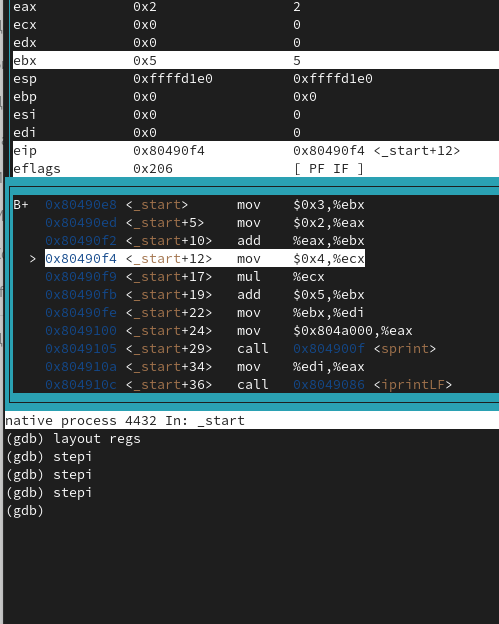 eax 0x2 2
ecx 0x0 0
edx 0x0 0
ebx 0x5 5
esp 0xffffd1e0 0xffffd1e0
ebp 0x0 0x0
esi 0x0 0
edi 0x0 0
eip 0x80490f4 0x80490f4 <_start+12>
eflags 0x206 [ PF IF ]
B+ 0x80490e8 <_start> mov $0x3,%ebx
0x80490ed <_start+5> mov $0x2,%eax
0x80490f2 <_start+10> add %eax,%ebx
> 0x80490f4 <_start+12> mov $0x4,%ecx
0x80490f9 <_start+17> mul %ecx
0x80490fb <_start+19> add $0x5,%ebx
0x80490fe <_start+22> mov %ebx,%edi
0x8049100 <_start+24> mov $0x804a000,%eax
0x8049105 <_start+29> call 0x804900f <sprint>
0x804910a <_start+34> mov %edi,%eax
0x804910c <_start+36> call 0x8049086 <iprintLF>
native process 4432 In: _start
(gdb) layout regs
(gdb) stepi
(gdb) stepi
(gdb) stepi
(gdb)